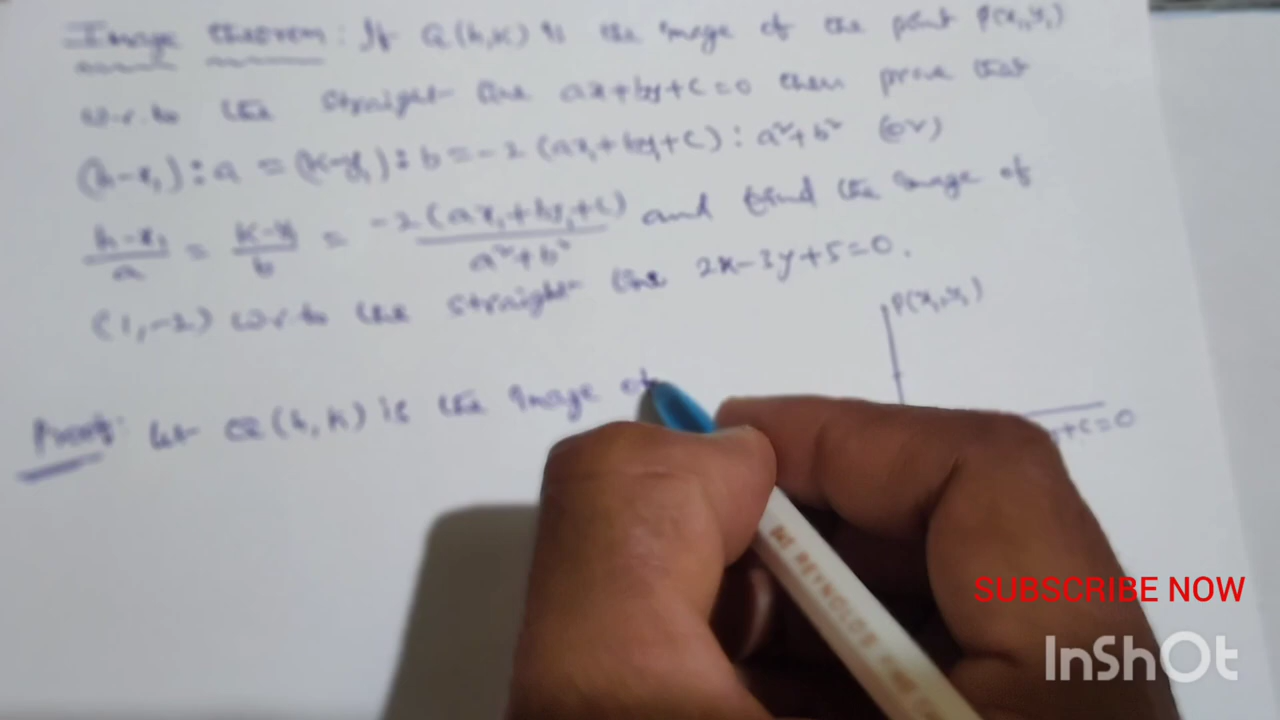 Image theorem: If Q(h,k) is the image of the point P(x₁,y₁)
w.r.to the straight line ax+by+c=0 then prove that
(h-x₁):a = (k-y₁):b = -2(ax₁+by₁+c):a²+b² (or)
h-x₁/a = k-y₁/b = -2(ax₁+by₁+c)/a²+b² and find the image of
(1,-2) w.r.to the straight line 2x-3y+5=0.
P(x₁,y₁)
Proof: let Q(h,k) is the image of
y+c=0
REYNOLDS
SUBSCRIBE NOW
InShOt